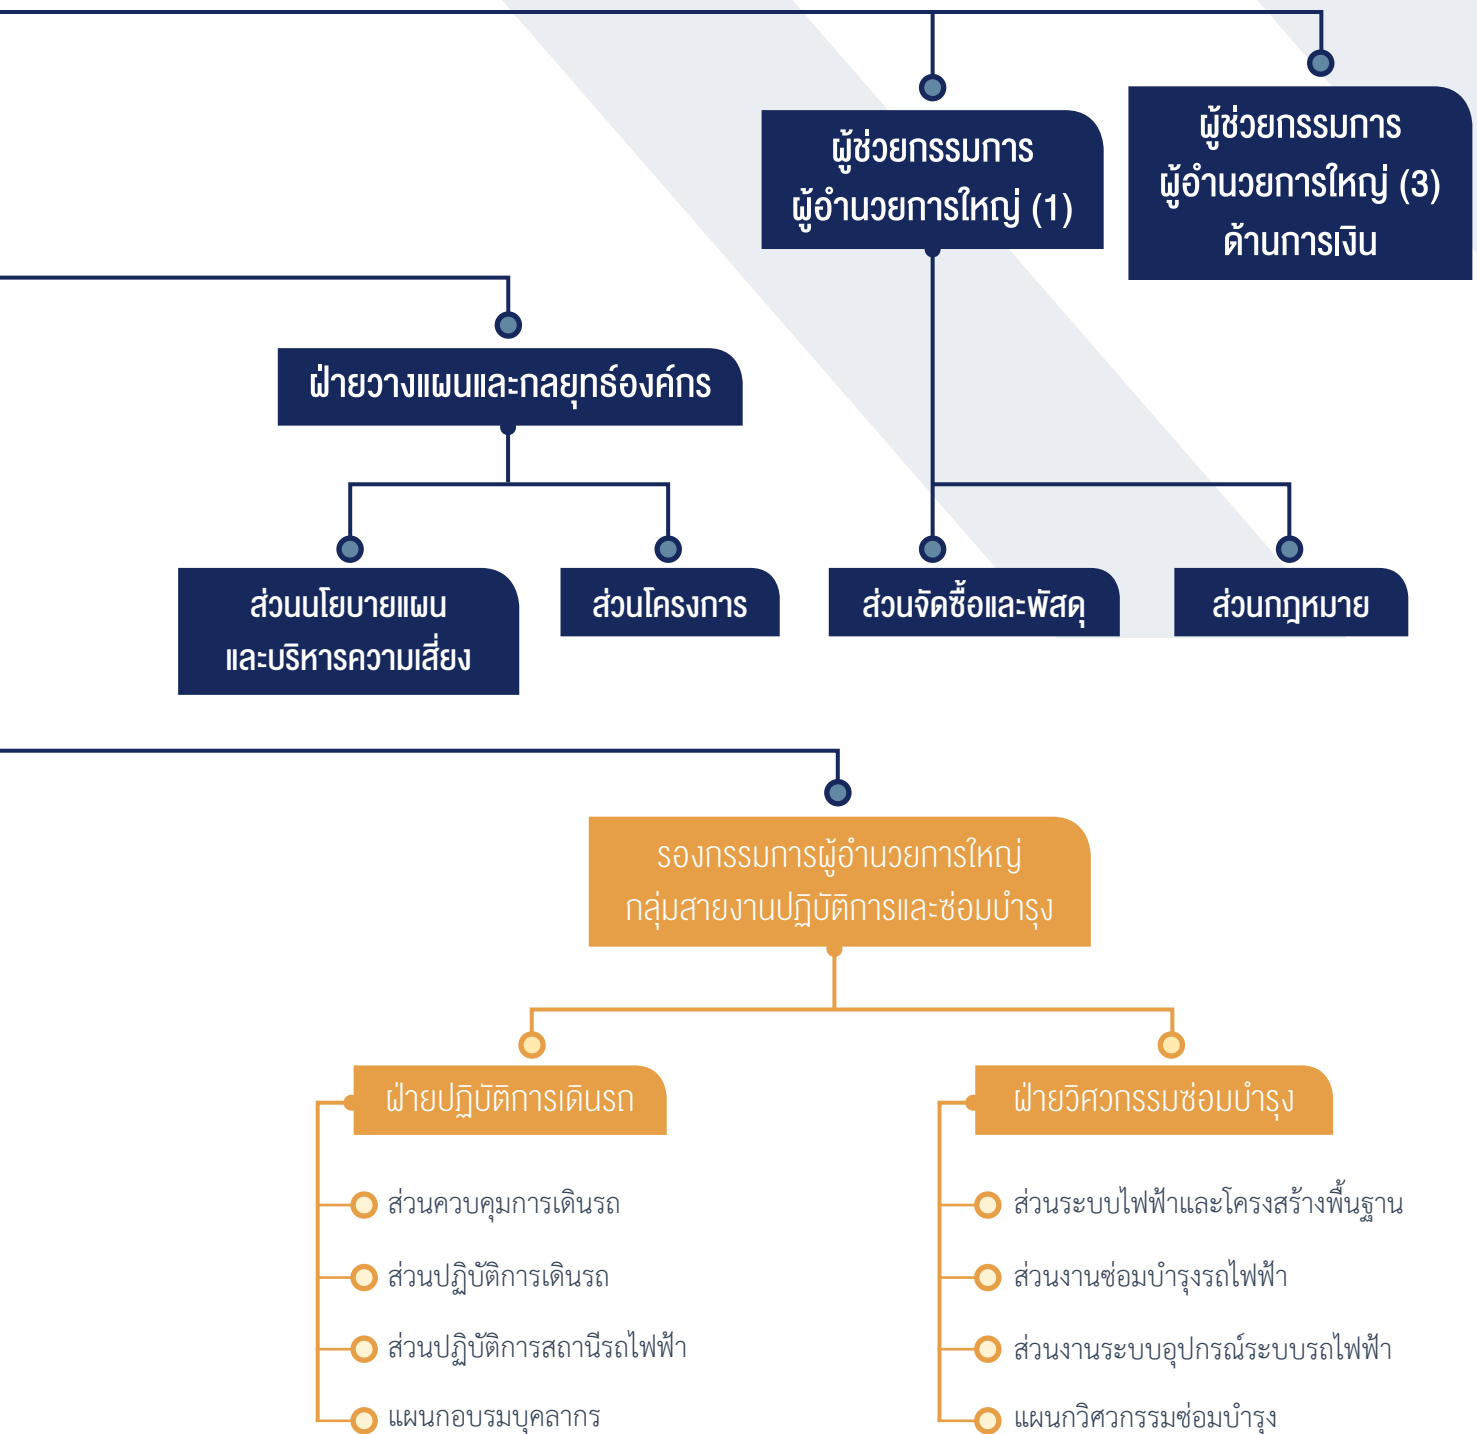 ผู้ช่วยกรรมการ
ผู้อำนวยการใหญ่ (1)
ผู้ช่วยกรรมการ
ผู้อำนวยการใหญ่ (3)
ด้านการเงิน
ฝ่ายวางแผนและกลยุทธ์องค์กร
ส่วนนโยบายแผน
และบริหารความเสี่ยง
ส่วนโครงการ
ส่วนจัดซื้อและพัสดุ
ส่วนกฎหมาย
รองกรรมการผู้อำนวยการใหญ่
กลุ่มสายงานปฏิบัติการและซ่อมบำรุง
ฝ่ายปฏิบัติการเดินรถ
ส่วนควบคุมการเดินรถ
ส่วนปฏิบัติการเดินรถ
ส่วนปฏิบัติการสถานีรถไฟฟ้า
แผนกอบรมบุคลากร
ฝ่ายวิศวกรรมซ่อมบำรุง
ส่วนระบบไฟฟ้าและโครงสร้างพื้นฐาน
ส่วนงานซ่อมบำรุงรถไฟฟ้า
ส่วนงานระบบอุปกรณ์ระบบรถไฟฟ้า
แผนกวิศวกรรมซ่อมบำรุง